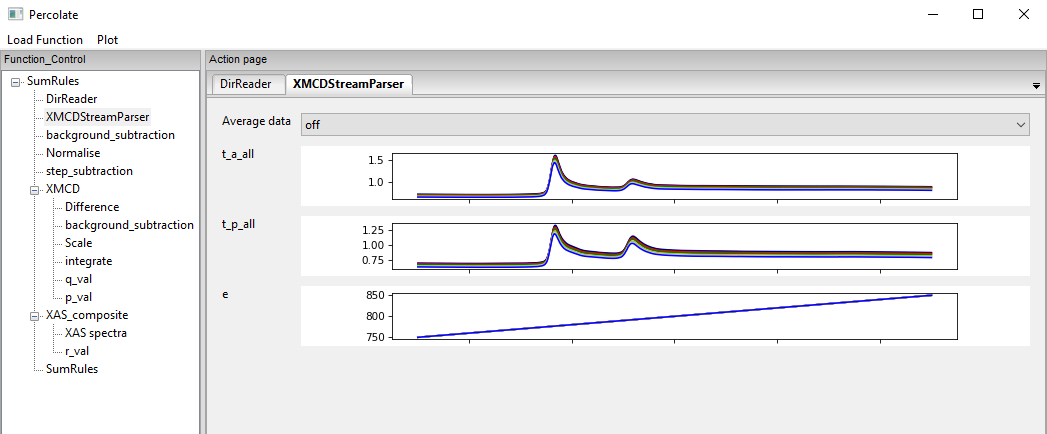 Percolate
Load Function Plot
Function_Control
SumRules
DirReader
XMCDStreamParser
background_subtraction
Normalise
step_subtraction
XMCD
Difference
background_subtraction
Scale
integrate
q_val
p_val
XAS_composite
XAS spectra
r_val
SumRules
Action page
DirReader XMCDStreamParser
Average data off
t_a_all
1.5
1.0
t_p_all
1.25
1.00
0.75
e
850
800
750